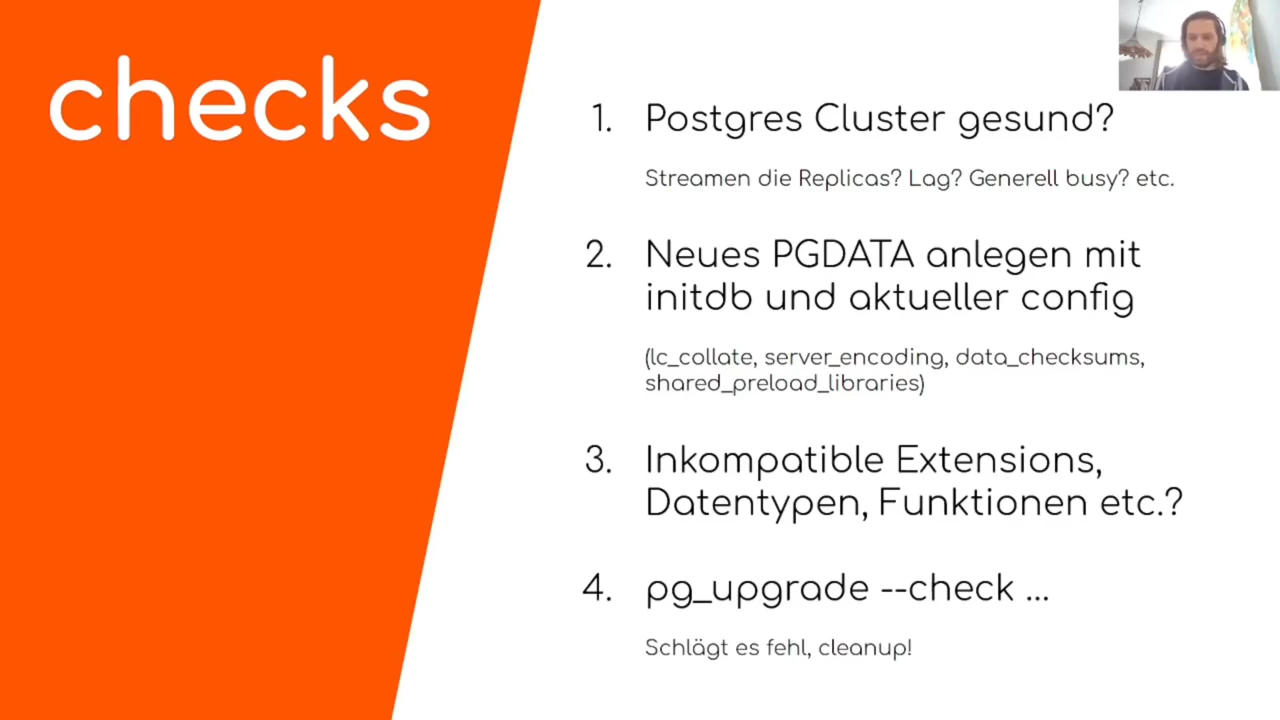 checks
1. Postgres Cluster gesund?
Streamen die Replicas? Lag? Generell busy? etc.
2. Neues PGDATA anlegen mit
initdb und aktueller config
(lc_collate, server_encoding, data_checksums,
shared_preload_libraries)
3. Inkompatible Extensions,
Datentypen, Funktionen etc.?
4. pg_upgrade --check ...
Schlägt es fehl, cleanup!